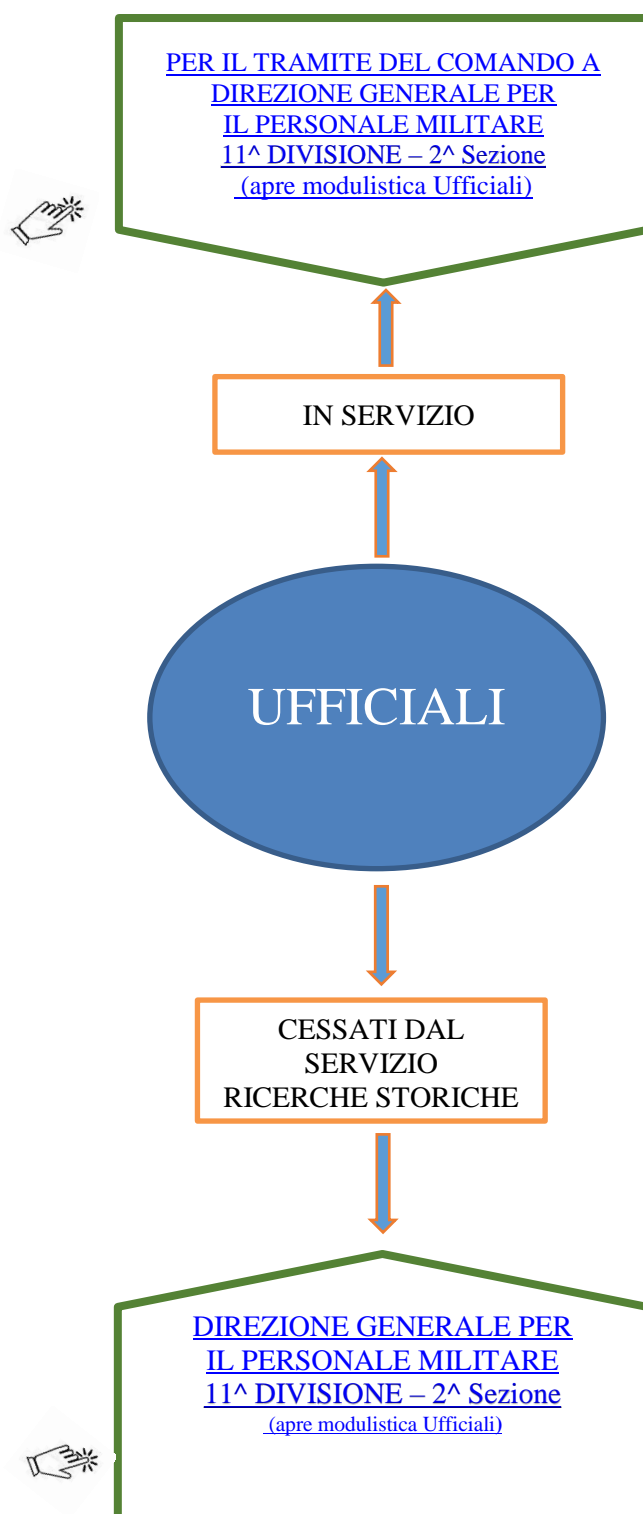 PER IL TRAMITE DEL COMANDO A
DIREZIONE GENERALE PER
IL PERSONALE MILITARE
11^ DIVISIONE – 2^ Sezione
(apre modulistica Ufficiali)
IN SERVIZIO
UFFICIALI
CESSATI DAL
SERVIZIO
RICERCHE STORICHE
DIREZIONE GENERALE PER
IL PERSONALE MILITARE
11^ DIVISIONE – 2^ Sezione
(apre modulistica Ufficiali)